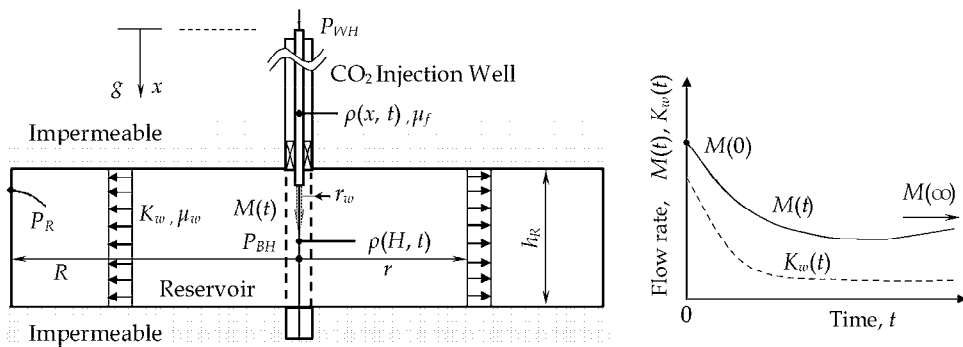 P_WH
g x
CO₂ Injection Well
ρ(x, t) , μ_f
Impermeable
K_w , μ_w
M(t)
r_w
P_R
P_BH
ρ(H, t)
h_R
R
r
Reservoir
Impermeable
Flow rate, M(t), K_w(t)
M(0)
M(t)
M(∞)
K_w(t)
0
Time, t